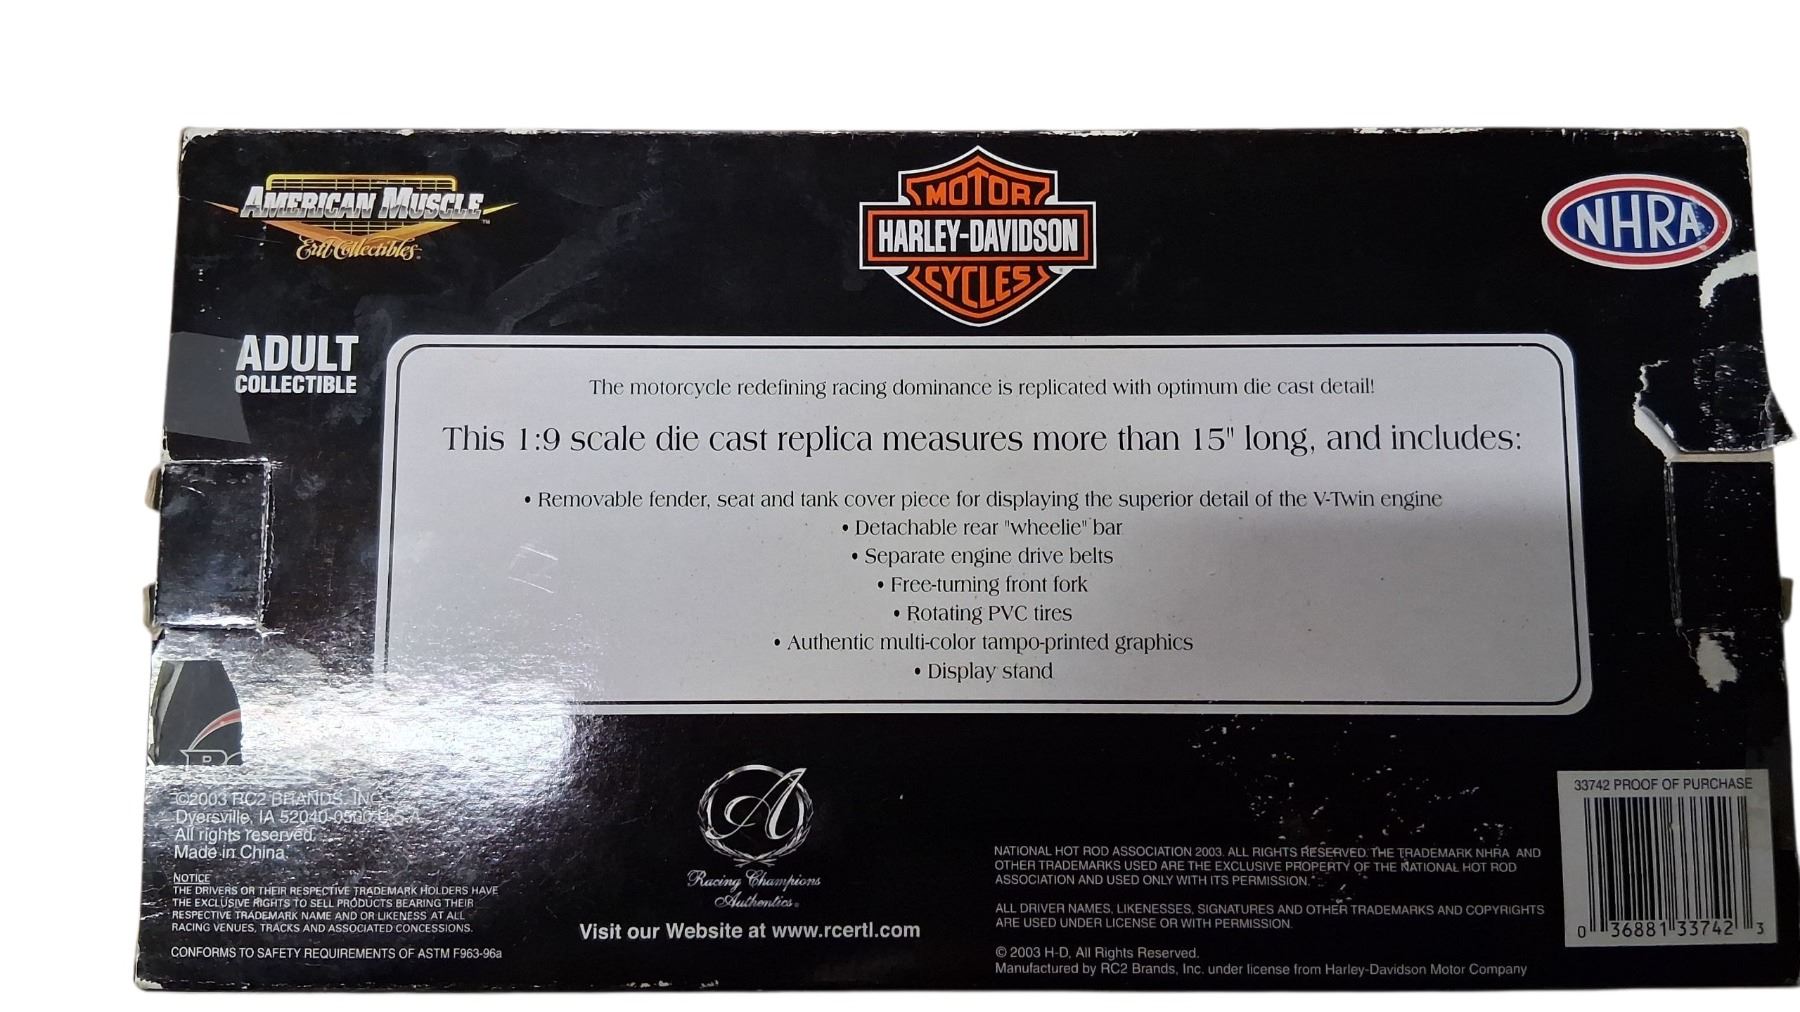 AMERICAN MUSCLE™
Ertl Collectibles
MOTOR
HARLEY-DAVIDSON
CYCLES
NHRA
ADULT
COLLECTIBLE
The motorcycle redefining racing dominance is replicated with optimum die cast detail!
This 1:9 scale die cast replica measures more than 15" long, and includes:
• Removable fender, seat and tank cover piece for displaying the superior detail of the V-Twin engine
• Detachable rear "wheelie" bar
• Separate engine drive belts
• Free-turning front fork
• Rotating PVC tires
• Authentic multi-color tampo-printed graphics
• Display stand
©2003 RC2 BRANDS, INC.
Dyersville, IA 52040-0500 U.S.A.
All rights reserved.
Made in China.
NOTICE
THE DRIVERS OR THEIR RESPECTIVE TRADEMARK HOLDERS HAVE
THE EXCLUSIVE RIGHTS TO SELL PRODUCTS BEARING THEIR
RESPECTIVE TRADEMARK NAME AND OR LIKENESS AT ALL
RACING VENUES, TRACKS AND ASSOCIATED CONCESSIONS.
CONFORMS TO SAFETY REQUIREMENTS OF ASTM F963-96a
A
Racing Champions
Authentics®
Visit our Website at www.rcertl.com
NATIONAL HOT ROD ASSOCIATION 2003. ALL RIGHTS RESERVED. THE TRADEMARK NHRA AND
OTHER TRADEMARKS USED ARE THE EXCLUSIVE PROPERTY OF THE NATIONAL HOT ROD
ASSOCIATION AND USED ONLY WITH ITS PERMISSION.
ALL DRIVER NAMES, LIKENESSES, SIGNATURES AND OTHER TRADEMARKS AND COPYRIGHTS
ARE USED UNDER LICENSE OR WITH PERMISSION.
© 2003 H-D, All Rights Reserved.
Manufactured by RC2 Brands, Inc. under license from Harley-Davidson Motor Company
33742 PROOF OF PURCHASE
0 36881 33742 3